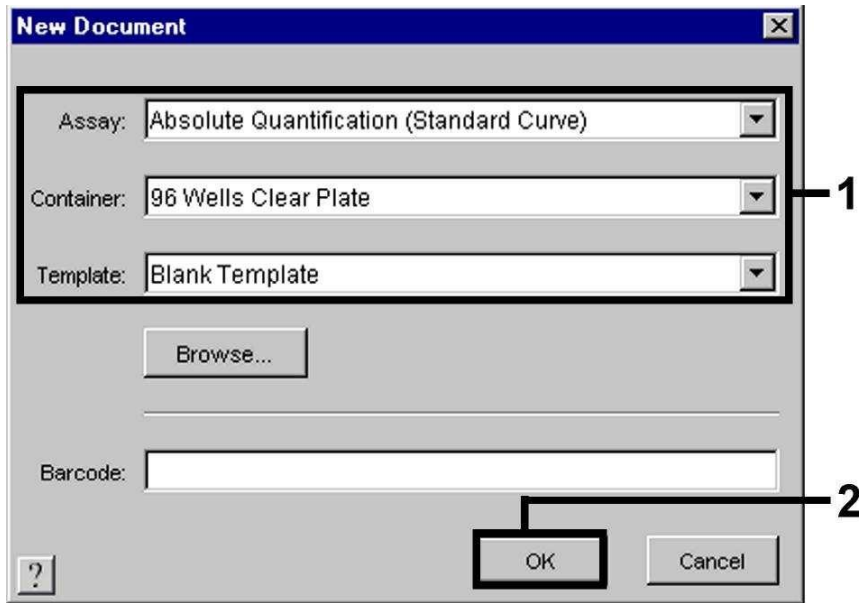 New Document
Assay: Absolute Quantification (Standard Curve)
Container: 96 Wells Clear Plate
1
Template: Blank Template
Browse...
Barcode:
2
? OK Cancel